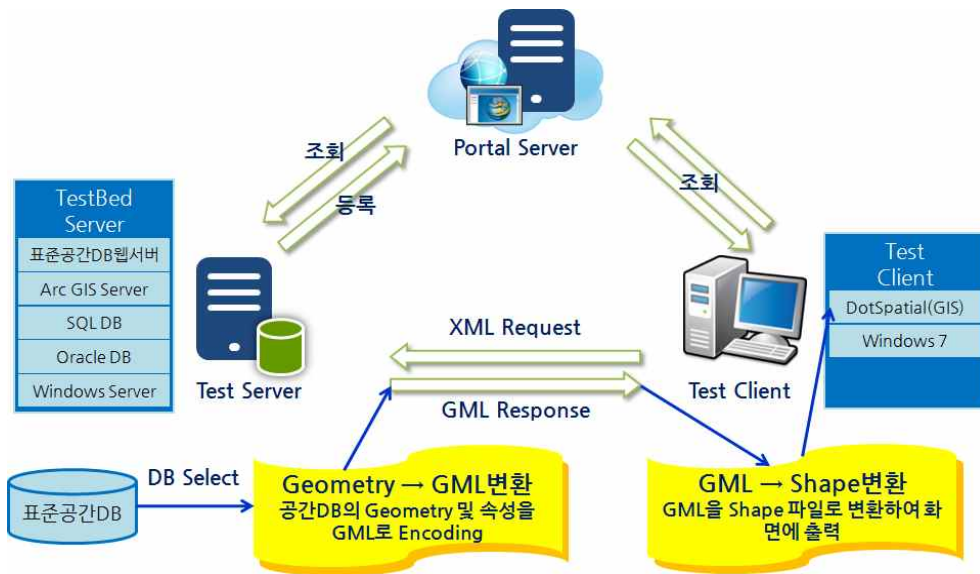 Portal Server
조회
등록
조회
TestBed
Server
표준공간DB웹서버
Arc GIS Server
SQL DB
Oracle DB
Windows Server
Test Server
XML Request
GML Response
Test Client
Test
Client
DotSpatial(GIS)
Windows 7
표준공간DB
DB Select
Geometry → GML변환
공간DB의 Geometry 및 속성을
GML로 Encoding
GML → Shape변환
GML을 Shape 파일로 변환하여 화
면에 출력